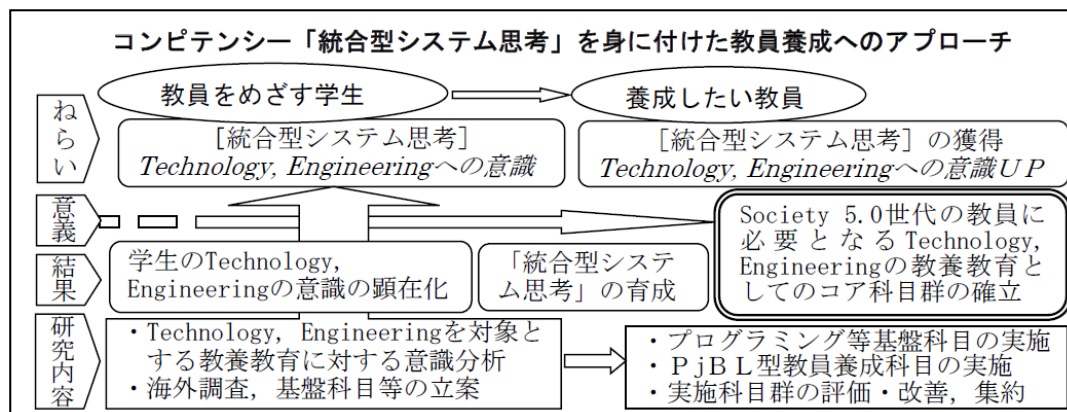 コンピテンシー「統合型システム思考」を身に付けた教員養成へのアプローチ
ねらい
教員をめざす学生
養成したい教員
[統合型システム思考]
Technology, Engineeringへの意識
[統合型システム思考] の獲得
Technology, Engineeringへの意識ＵＰ
意義
Society 5.0世代の教員に
必要となるTechnology,
Engineeringの教養教育と
してのコア科目群の確立
結果
学生のTechnology,
Engineeringの意識の顕在化
「統合型システ
ム思考」の育成
研究内容
・Technology, Engineeringを対象と
する教養教育に対する意識分析
・海外調査，基盤科目等の立案
・プログラミング等基盤科目の実施
・ＰｊＢＬ型教員養成科目の実施
・実施科目群の評価・改善，集約